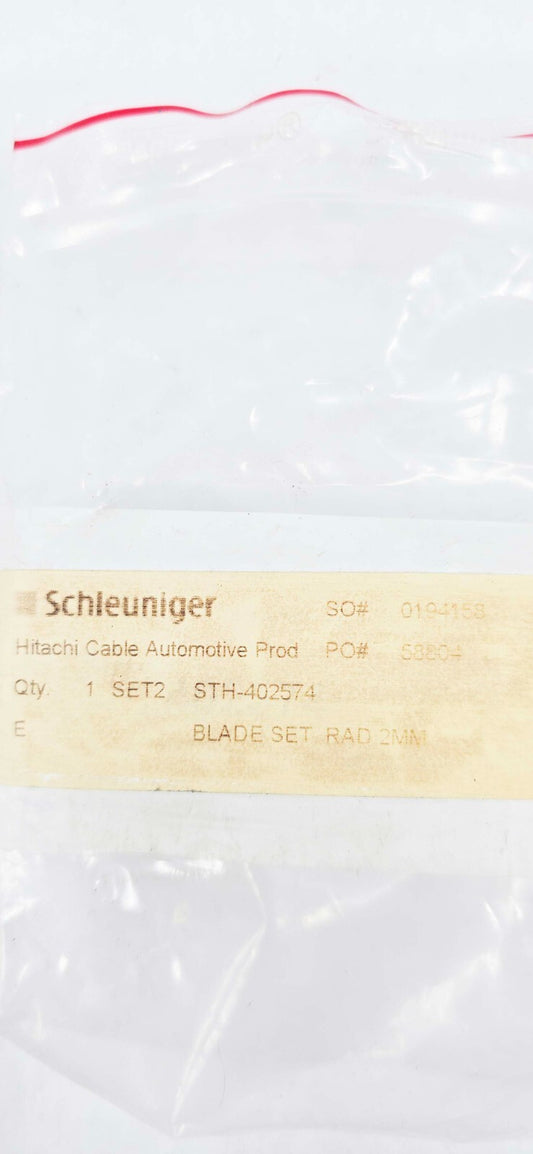 Schleuniger SO# 0194158
Hitachi Cable Automotive Prod PO# 58804
Qty. 1 SET2 STH-402574
E BLADE SET RAD 2MM